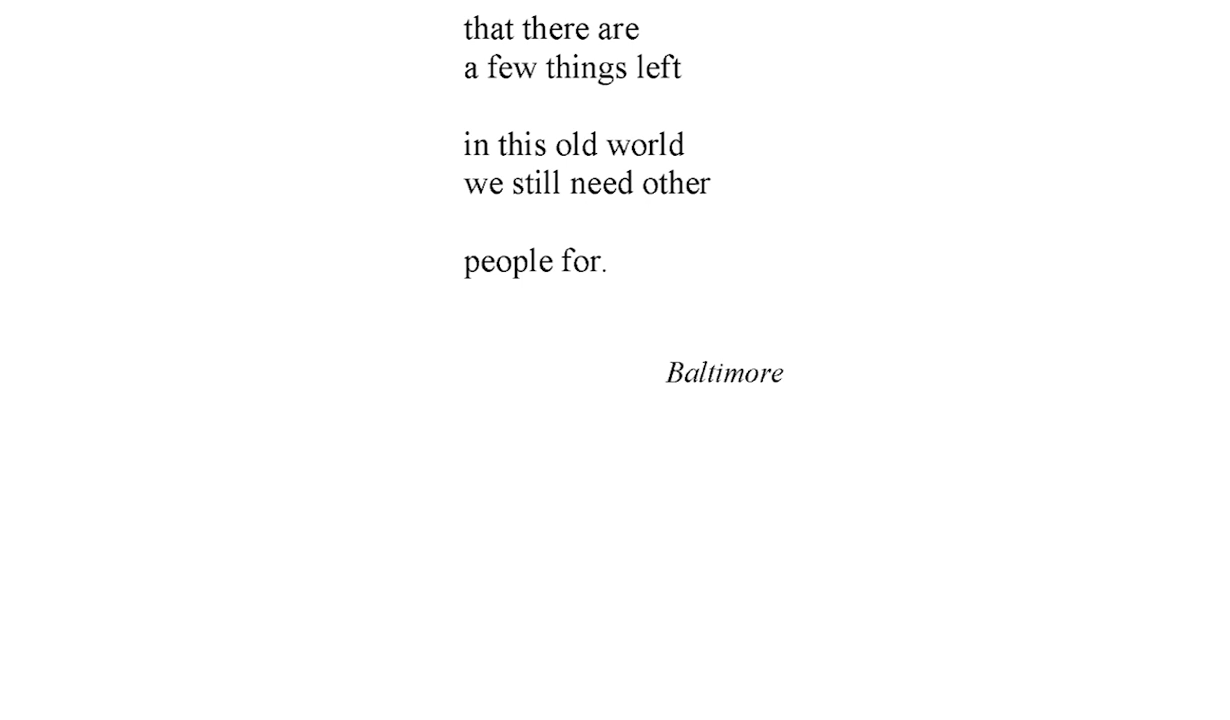 that there are
a few things left
in this old world
we still need other
people for.
Baltimore